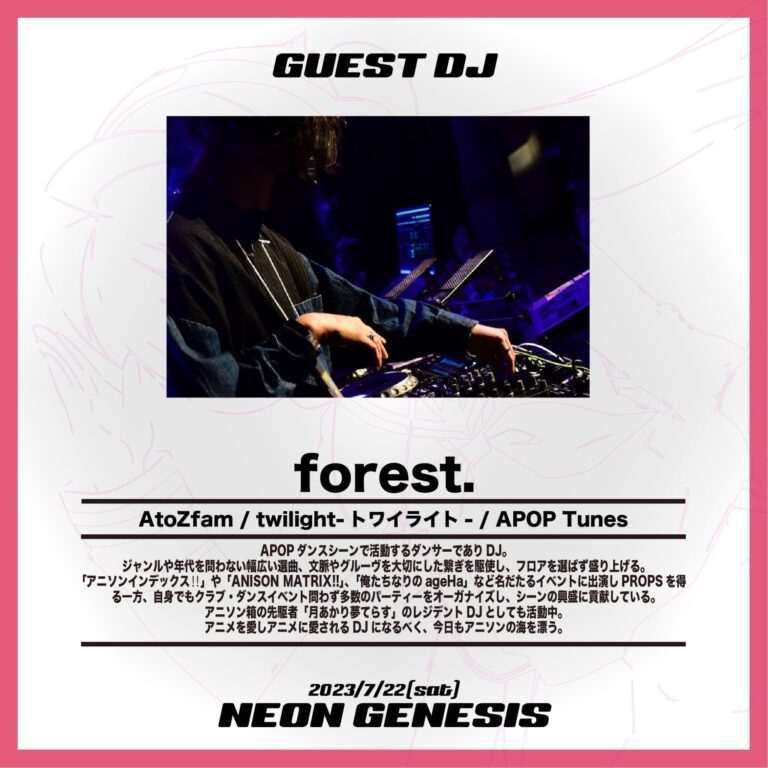 GUEST DJ
forest.
AtoZfam / twilight-トワイライト - / APOP Tunes
APOP ダンスシーンで活動するダンサーであり DJ。
ジャンルや年代を問わない幅広い選曲、文脈やグルーヴを大切にした繋ぎを駆使し、フロアを選ばず盛り上げる。
「アニソンインデックス!!」や「ANISON MATRIX!!」、「俺たちなりの ageHa」など名だたるイベントに出演し PROPS を得
る一方、自身でもクラブ・ダンスイベント問わず多数のパーティーをオーガナイズし、シーンの興盛に貢献している。
アニソン箱の先駆者「月あかり夢てらす」のレジデント DJ としても活動中。
アニメを愛しアニメに愛される DJ になるべく、今日もアニソンの海を漂う。
2023/7/22(sat)
NEON GENESIS